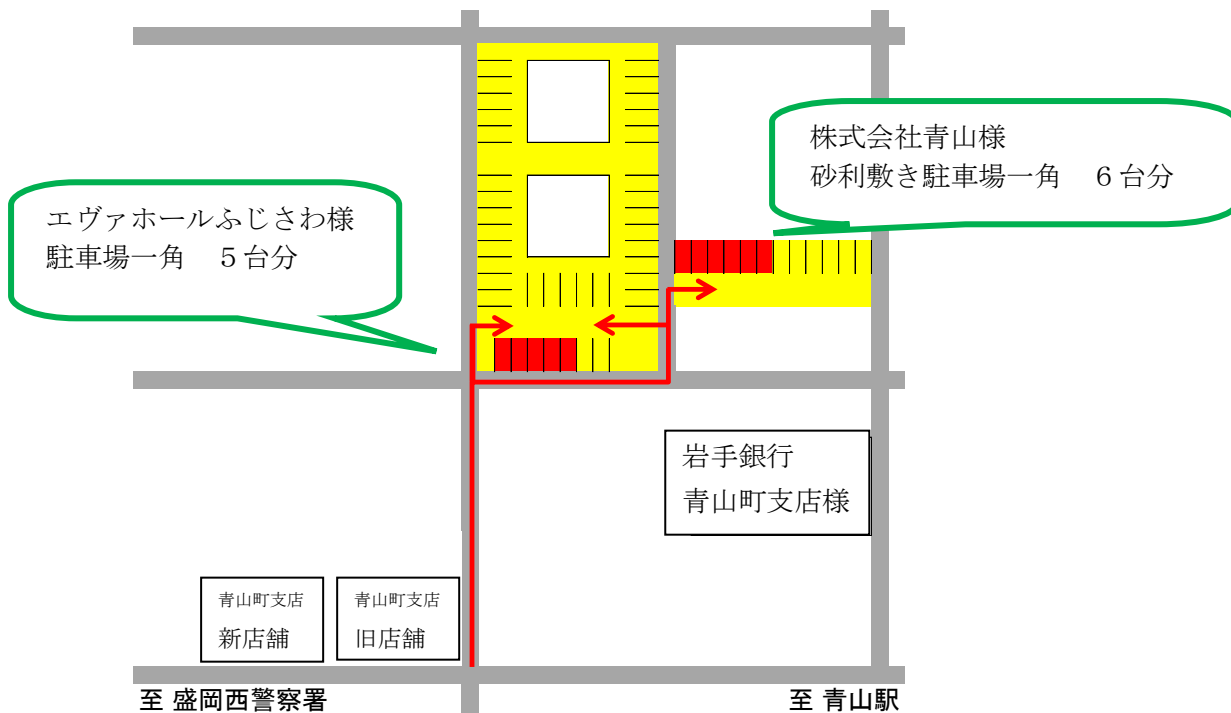 株式会社青山様
砂利敷き駐車場一角　６台分
エヴァホールふじさわ様
駐車場一角　５台分
岩手銀行
青山町支店様
青山町支店
新店舗
青山町支店
旧店舗
至 盛岡西警察署
至 青山駅